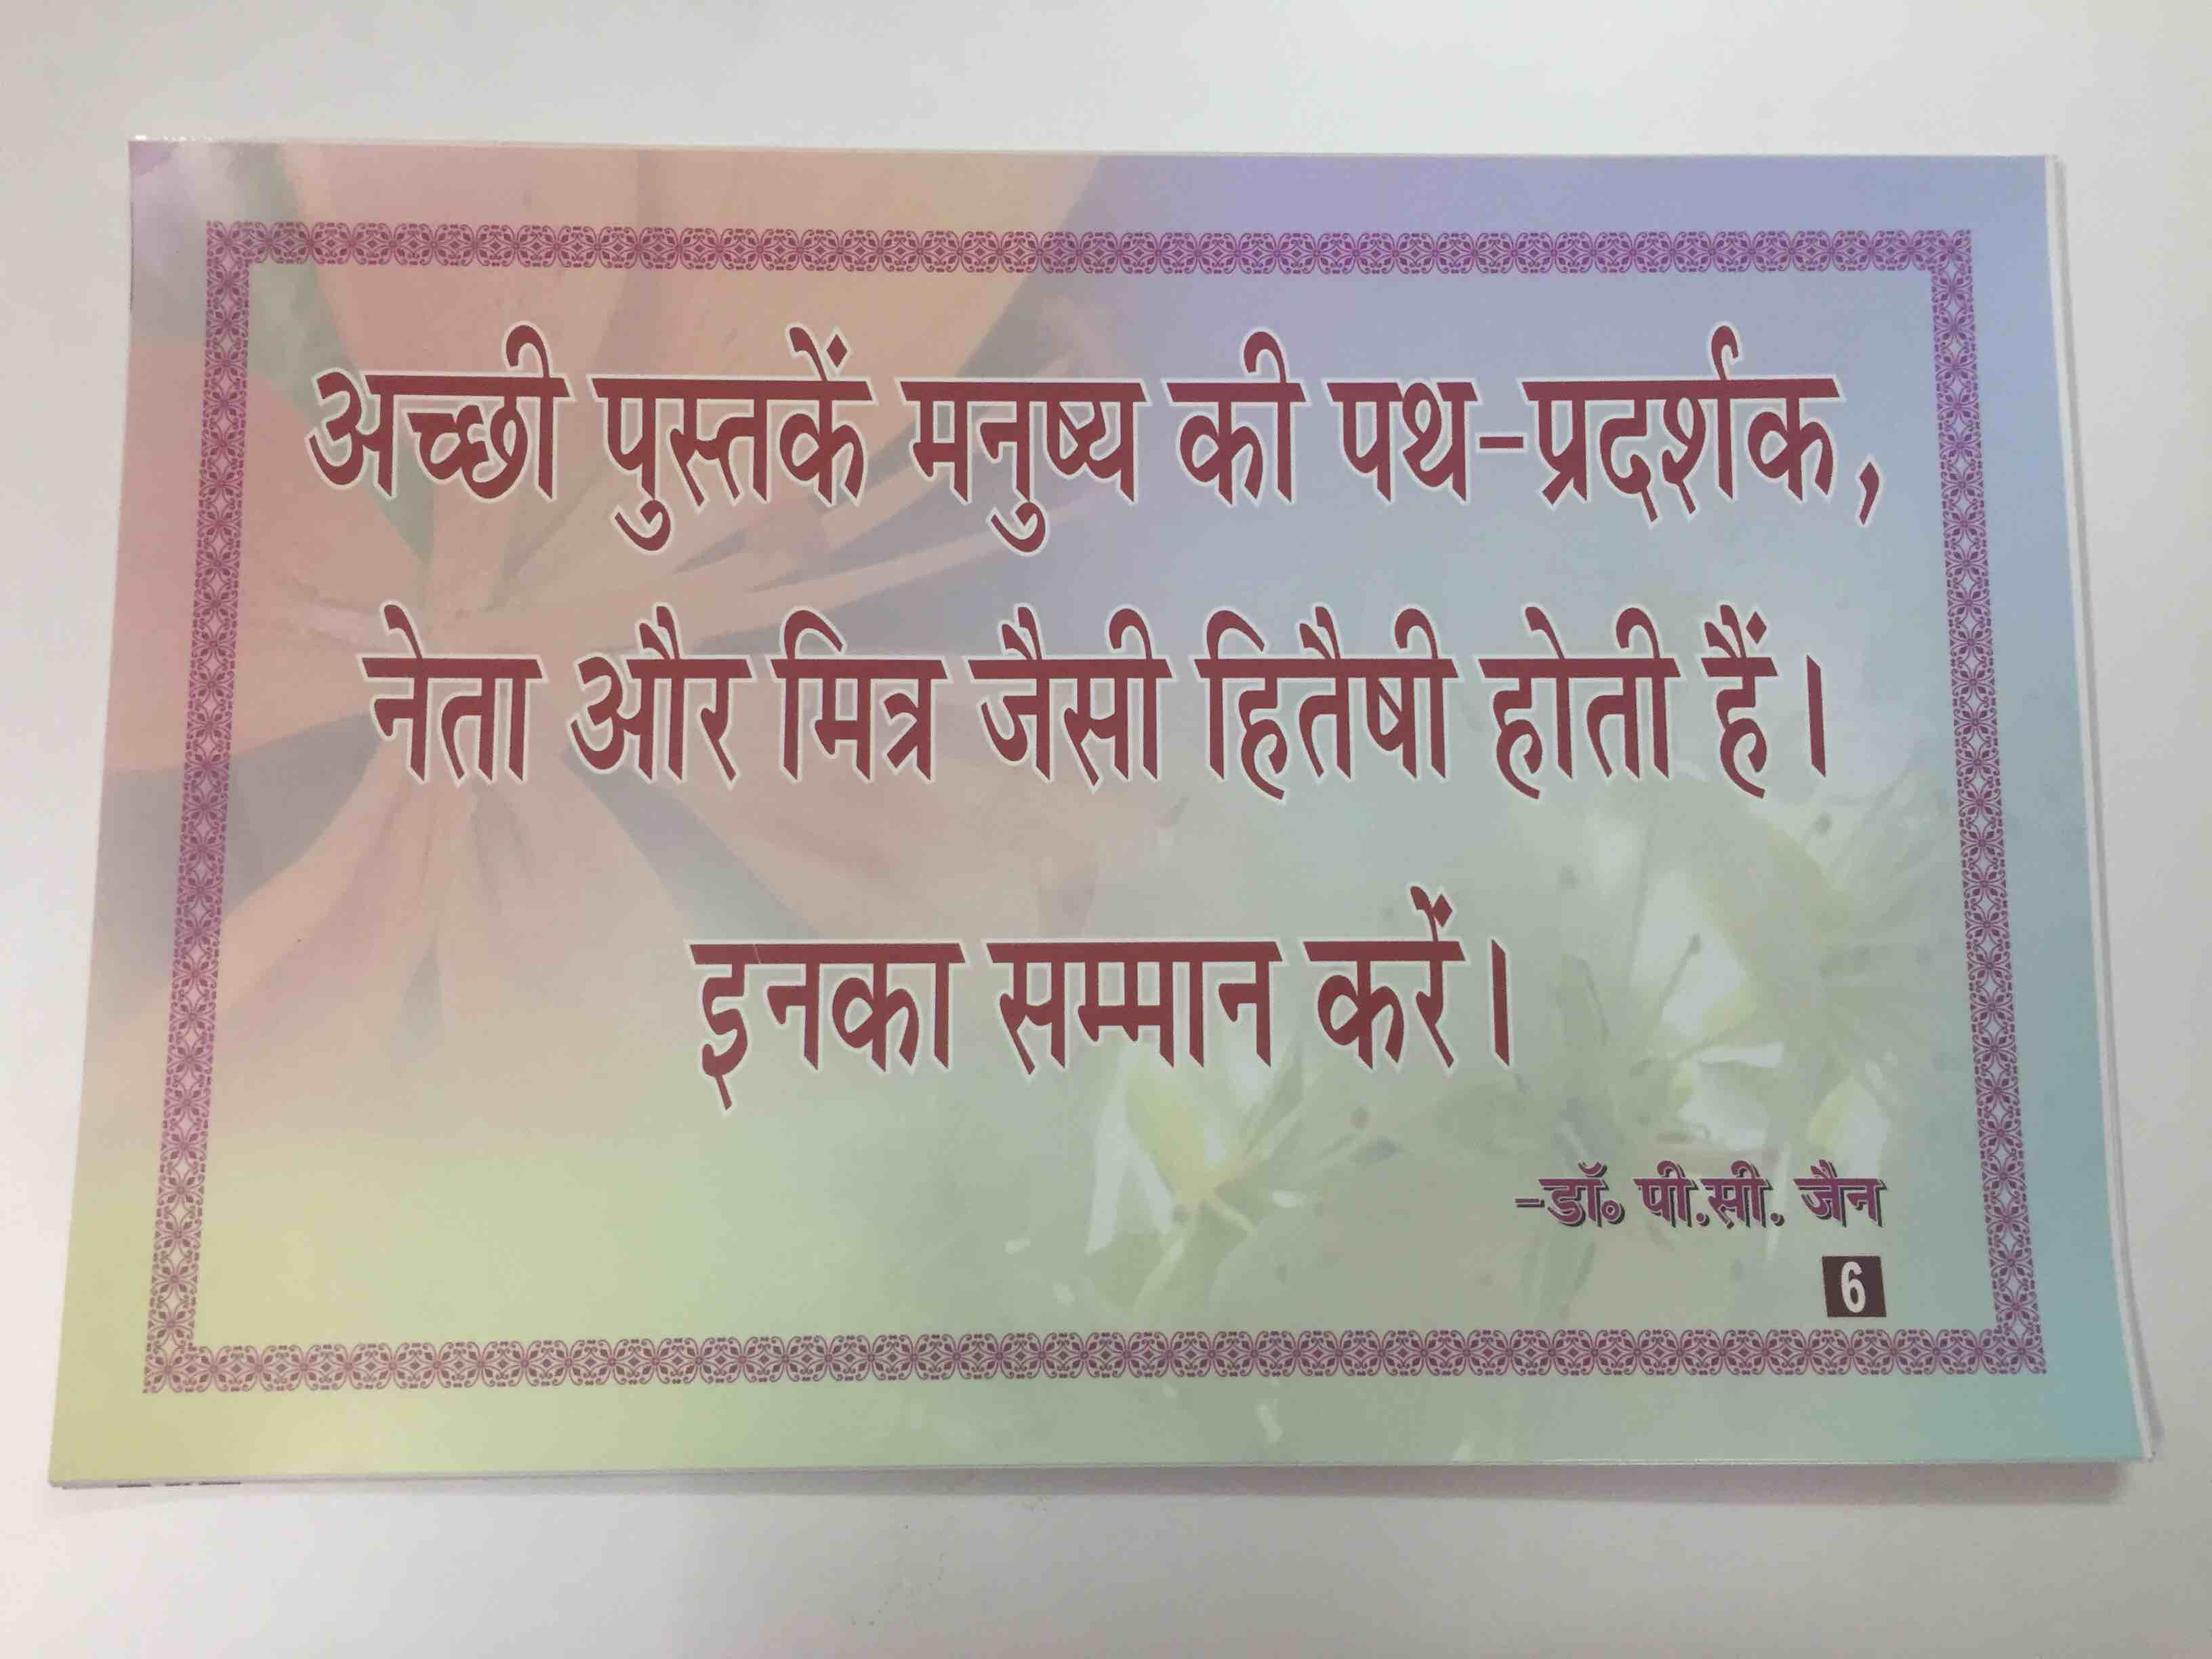 अच्छी पुस्तकें मनुष्य की पथ-प्रदर्शक,
नेता और मित्र जैसी हितैषी होती हैं।
इनका सम्मान करें।
-डॉ॰ पी.सी. जैन
6